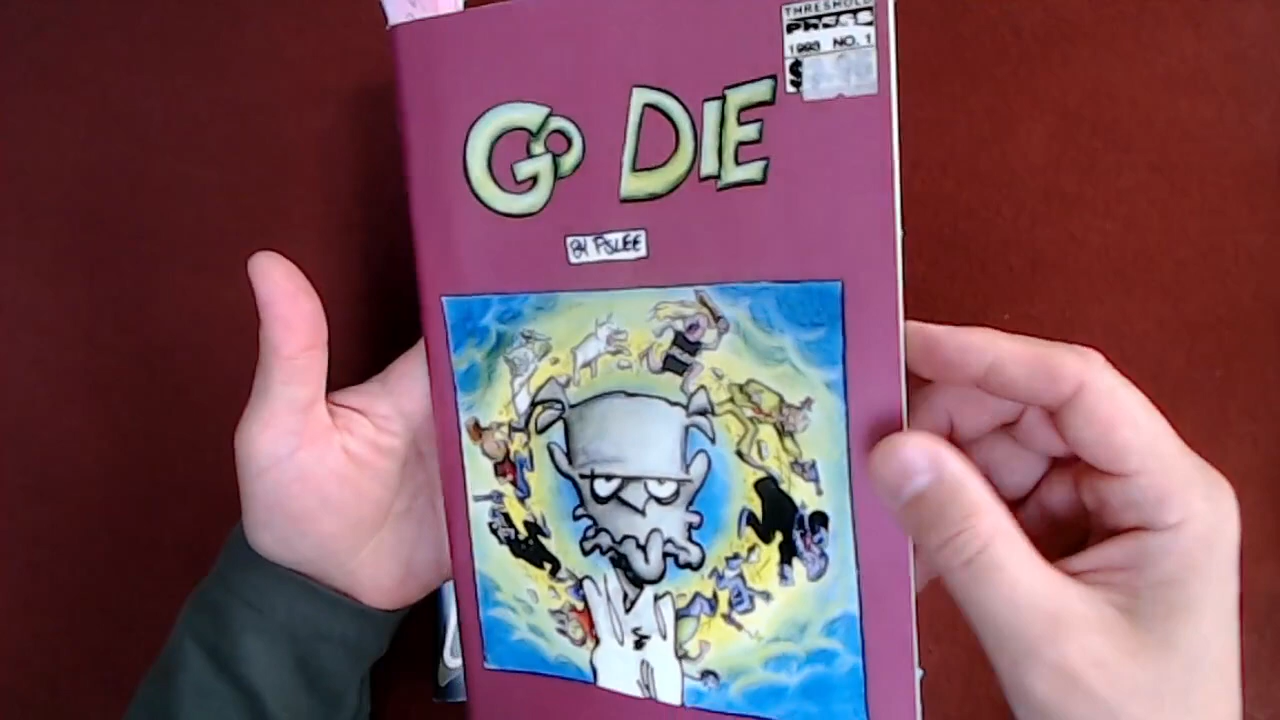 THRESHOLD
PRESS
1993 NO. 1
$
GO DIE
BY PSLEE